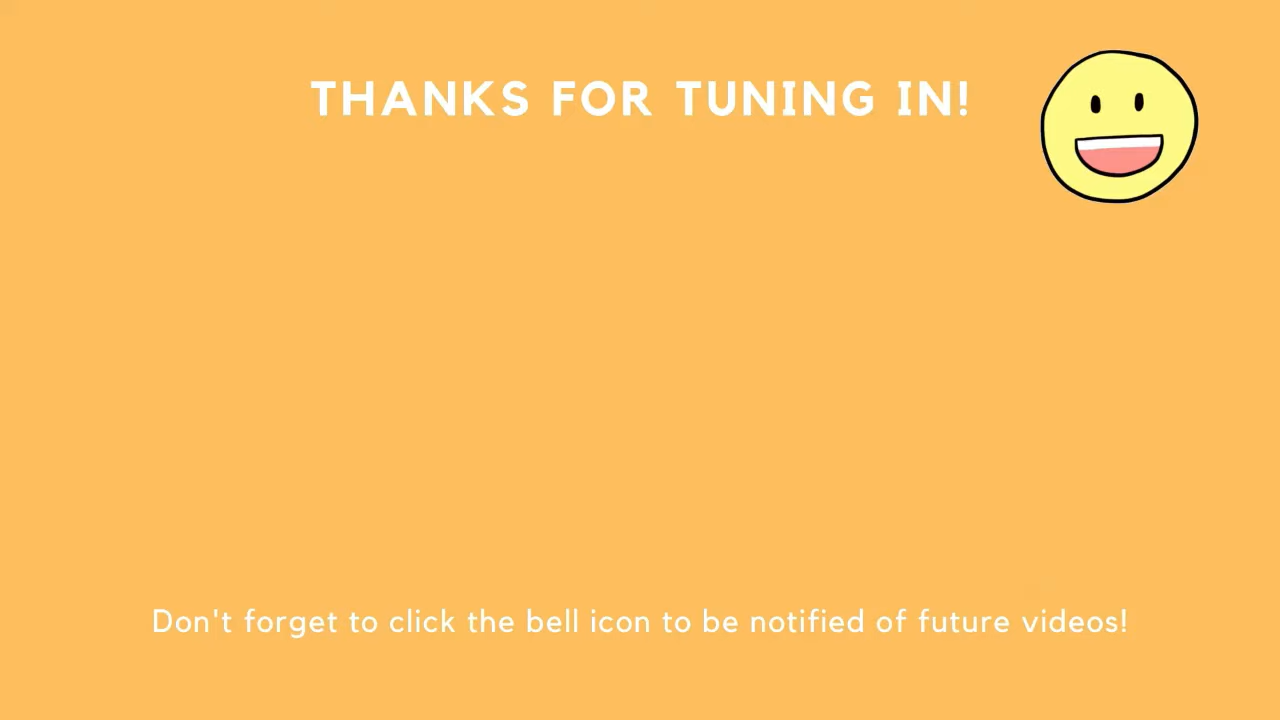 THANKS FOR TUNING IN!
Don't forget to click the bell icon to be notified of future videos!